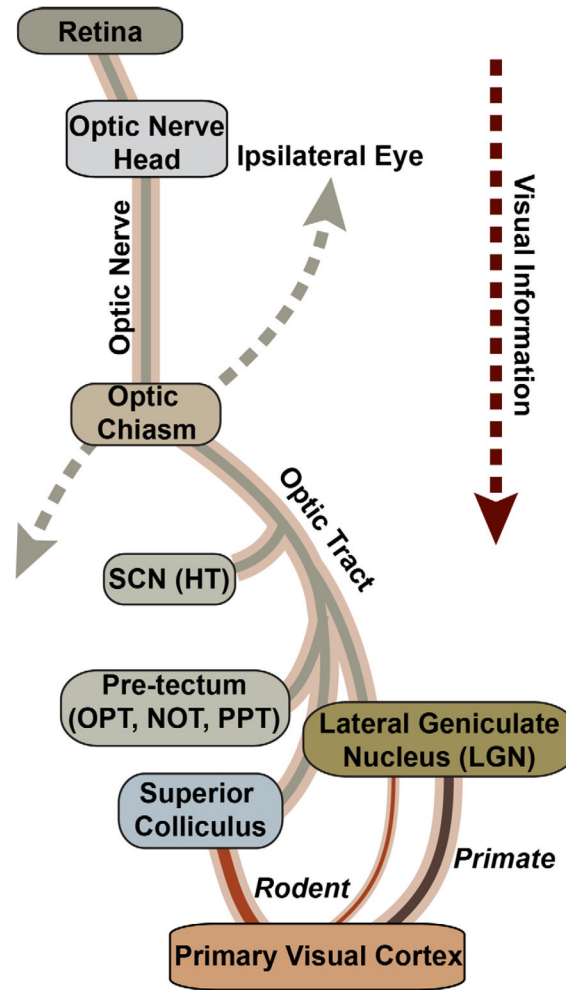 Retina
Optic Nerve
Head
Ipsilateral Eye
Visual Information
Optic Nerve
Optic
Chiasm
Optic Tract
SCN (HT)
Pre-tectum
(OPT, NOT, PPT)
Lateral Geniculate
Nucleus (LGN)
Superior
Colliculus
Rodent
Primate
Primary Visual Cortex